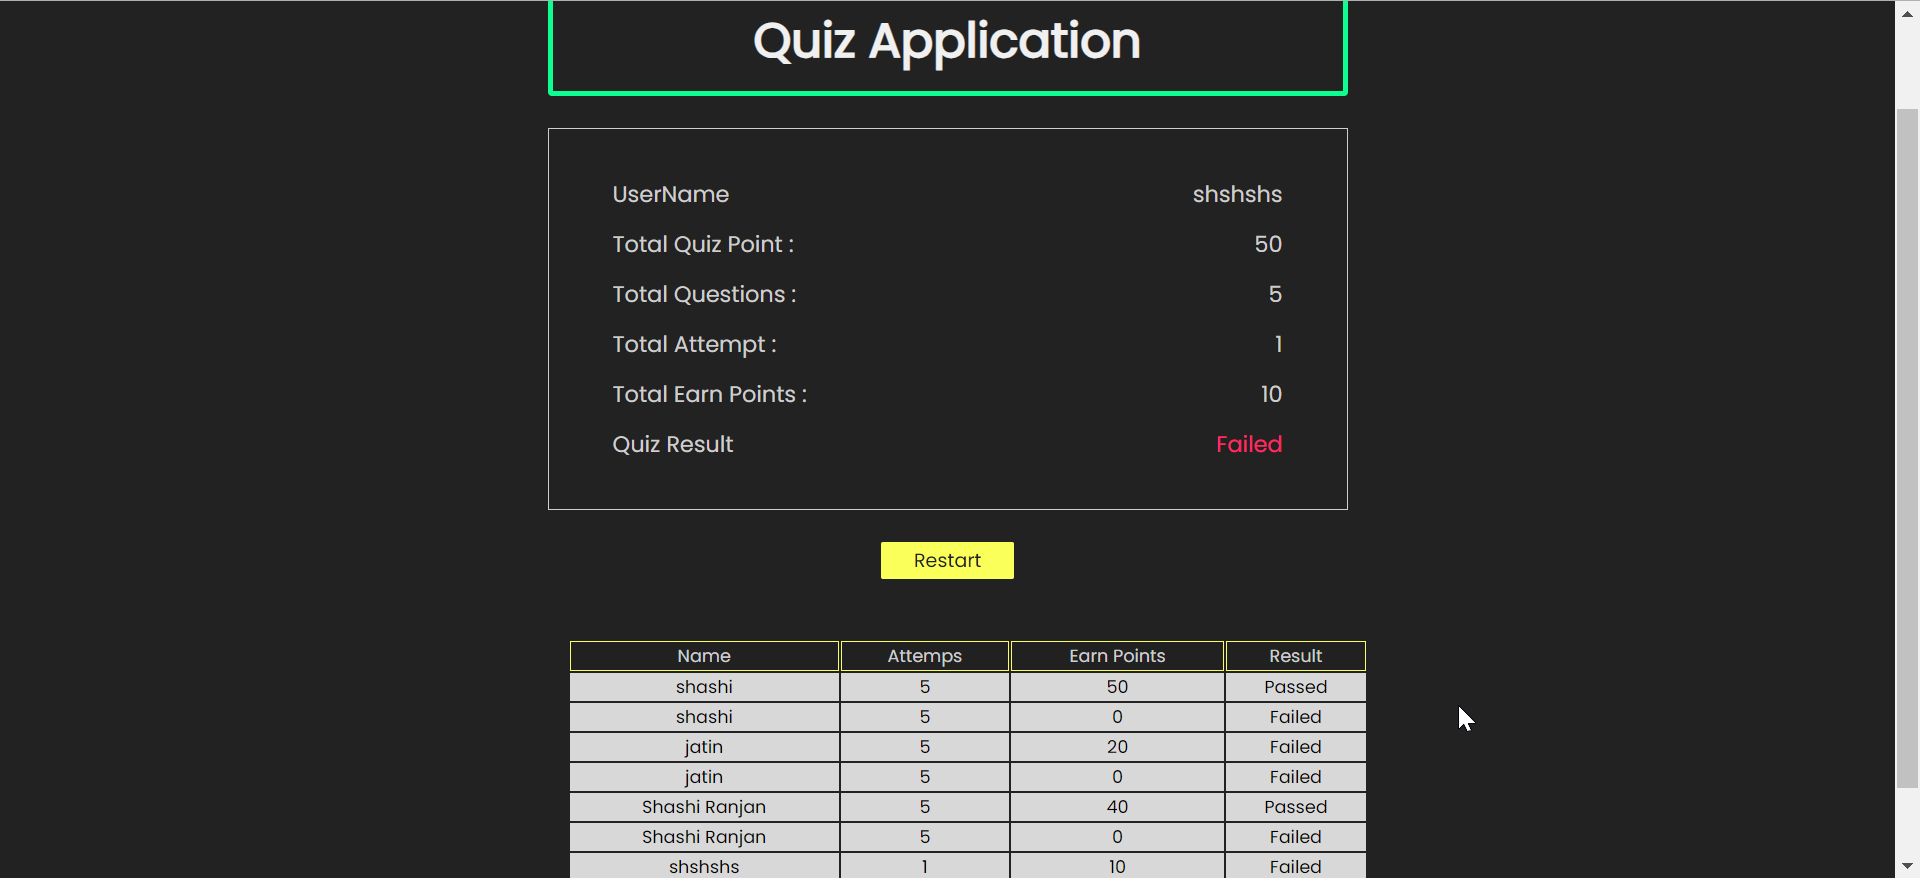 Quiz Application
UserName shshshs
Total Quiz Point : 50
Total Questions : 5
Total Attempt : 1
Total Earn Points : 10
Quiz Result Failed
Restart
Name Attemps Earn Points Result
shashi 5 50 Passed
shashi 5 0 Failed
jatin 5 20 Failed
jatin 5 0 Failed
Shashi Ranjan 5 40 Passed
Shashi Ranjan 5 0 Failed
shshshs 1 10 Failed